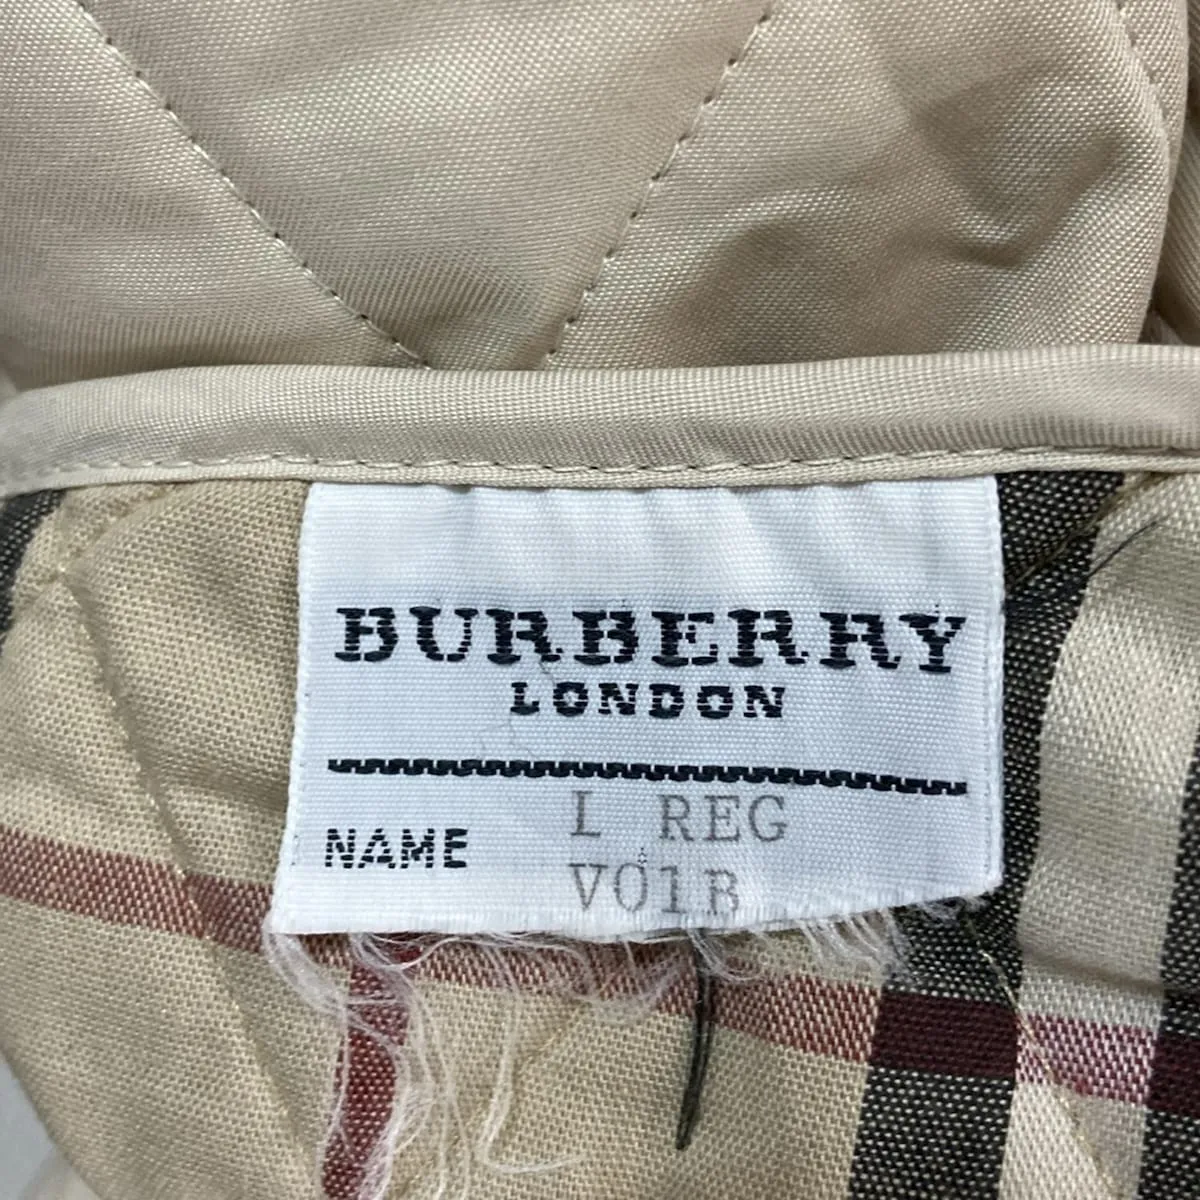 BURBERRY
LONDON
L REG
NAME
V01B